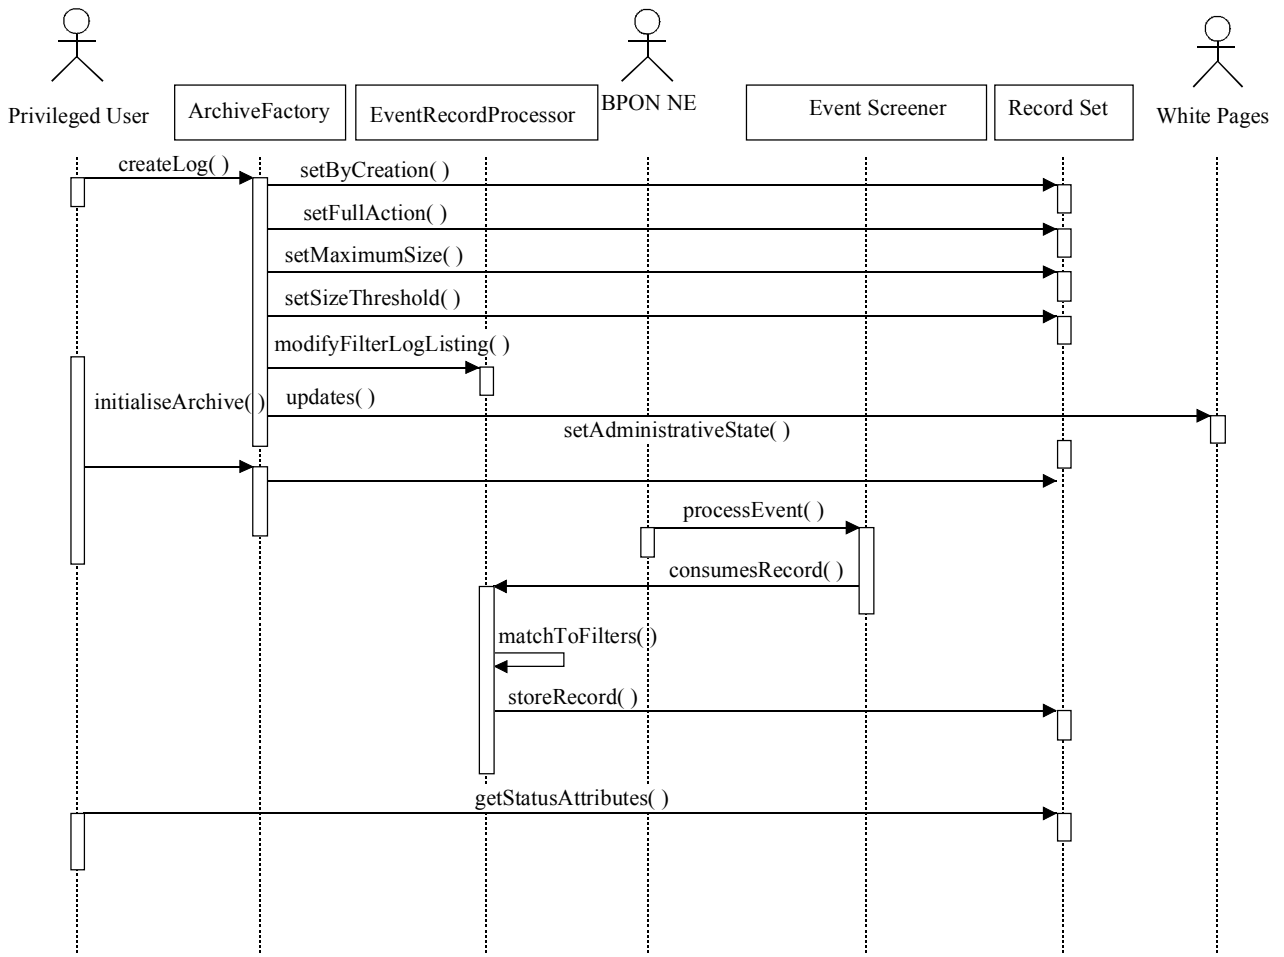 Privileged User
ArchiveFactory
EventRecordProcessor
BPON NE
Event Screener
Record Set
White Pages
createLog( )
setByCreation( )
setFullAction( )
setMaximumSize( )
setSizeThreshold( )
modifyFilterLogListing( )
initialiseArchive( )
updates( )
setAdministrativeState( )
processEvent( )
consumesRecord( )
matchToFilters( )
storeRecord( )
getStatusAttributes( )